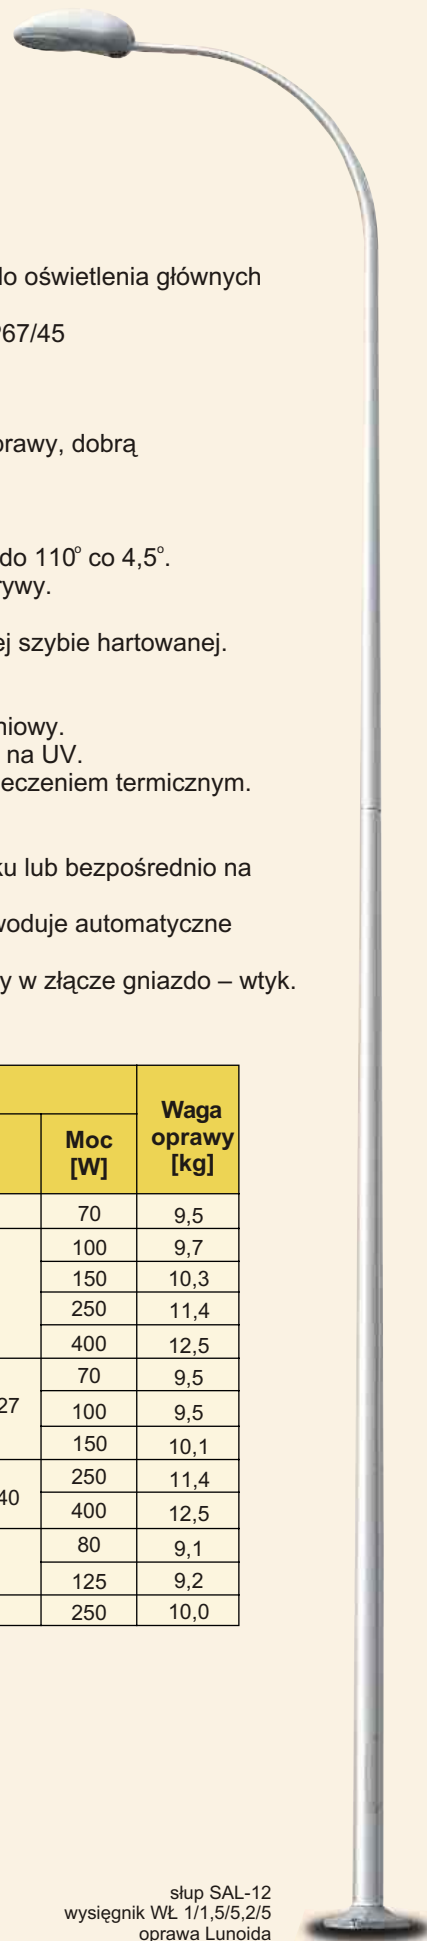 do oświetlenia głównych
P67/45
prawy, dobrą
do 110° co 4,5°.
rywy.
ej szybie hartowanej.
niowy.
na UV.
eczeniem termicznym.
ku lub bezpośrednio na
woduje automatyczne
y w złącze gniazdo – wtyk.
Moc [W] Waga oprawy [kg]
70 9,5
100 9,7
150 10,3
250 11,4
400 12,5
70 9,5
27 100 9,5
150 10,1
250 11,4
40 400 12,5
80 9,1
125 9,2
250 10,0
słup SAL-12
wysięgnik WŁ 1/1,5/5,2/5
oprawa Lunoida